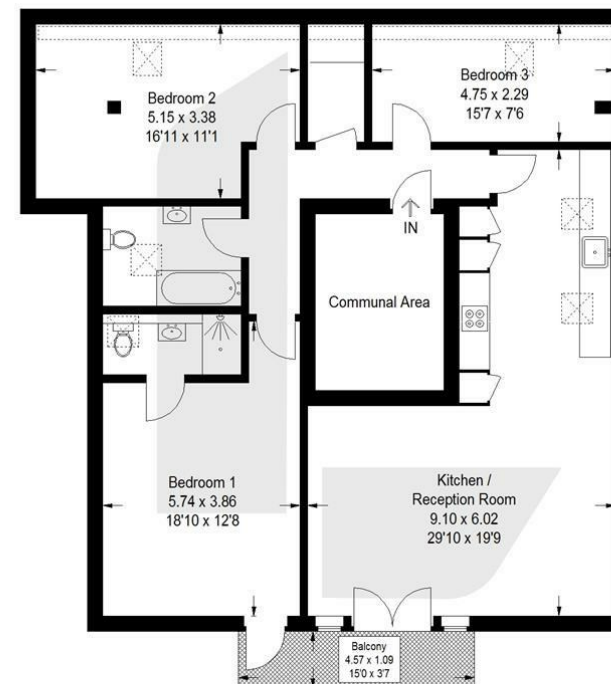 Bedroom 2
5.15 x 3.38
16'11 x 11'1
Bedroom 3
4.75 x 2.29
15'7 x 7'6
IN
Communal Area
Bedroom 1
5.74 x 3.86
18'10 x 12'8
Kitchen /
Reception Room
9.10 x 6.02
29'10 x 19'9
Balcony
4.57 x 1.09
15'0 x 3'7